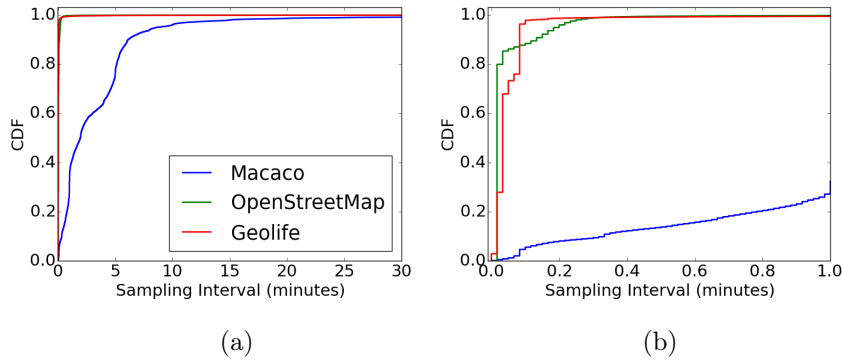 CDF
1.0
0.8
0.6
0.4
0.2
0.0
Macaco
OpenStreetMap
Geolife
0 5 10 15 20 25 30
Sampling Interval (minutes)
(a)
CDF
1.0
0.8
0.6
0.4
0.2
0.0
0.0 0.2 0.4 0.6 0.8 1.0
Sampling Interval (minutes)
(b)